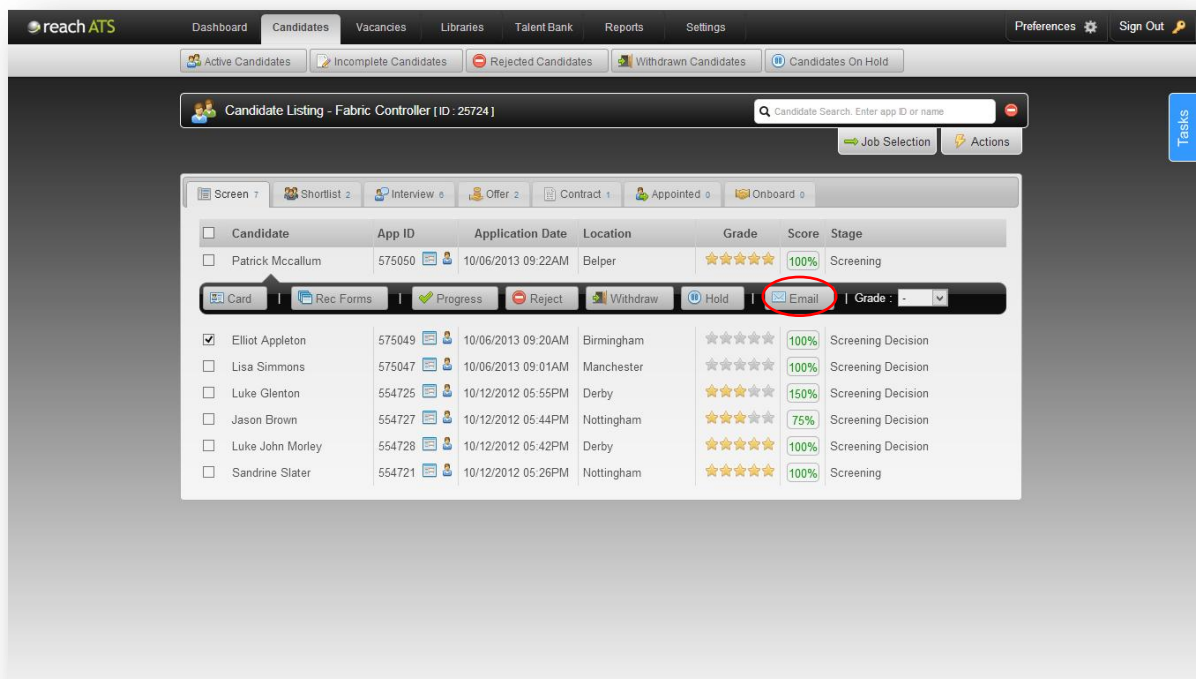 reach ATS Dashboard Candidates Vacancies Libraries Talent Bank Reports Settings Preferences Sign Out
Active Candidates Incomplete Candidates Rejected Candidates Withdrawn Candidates Candidates On Hold
Candidate Listing - Fabric Controller [ ID : 25724 ] Candidate Search. Enter app ID or name
Tasks
Job Selection Actions
Screen 7 Shortlist 2 Interview 6 Offer 2 Contract 1 Appointed 0 Onboard 0
Candidate App ID Application Date Location Grade Score Stage
Patrick Mccallum 575050 10/06/2013 09:22AM Belper 100% Screening
Card | Rec Forms | Progress Reject Withdraw Hold | Email | Grade : -
Elliot Appleton 575049 10/06/2013 09:20AM Birmingham 100% Screening Decision
Lisa Simmons 575047 10/06/2013 09:01AM Manchester 100% Screening Decision
Luke Glenton 554725 10/12/2012 05:55PM Derby 150% Screening Decision
Jason Brown 554727 10/12/2012 05:44PM Nottingham 75% Screening Decision
Luke John Morley 554728 10/12/2012 05:42PM Derby 100% Screening Decision
Sandrine Slater 554721 10/12/2012 05:26PM Nottingham 100% Screening